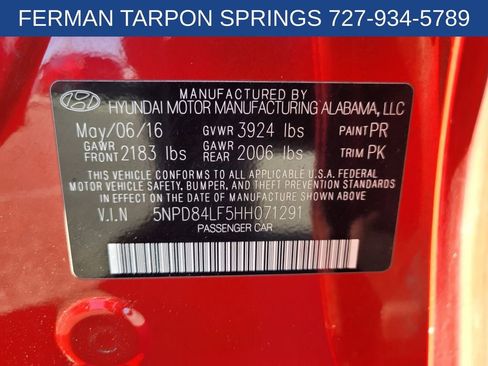 FERMAN TARPON SPRINGS 727-934-5789
MANUFACTURED BY
HYUNDAI MOTOR MANUFACTURING ALABAMA, LLC
May/06/16 GVWR 3924 lbs PAINT PR
GAWR FRONT 2183 lbs GAWR REAR 2006 lbs TRIM PK
THIS VEHICLE CONFORMS TO ALL APPLICABLE U.S.A. FEDERAL
MOTOR VEHICLE SAFETY, BUMPER, AND THEFT PREVENTION STANDARDS
IN EFFECT ON THE DATE OF MANUFACTURE SHOWN ABOVE.
V.I.N 5NPD84LF5HH071291
PASSENGER CAR